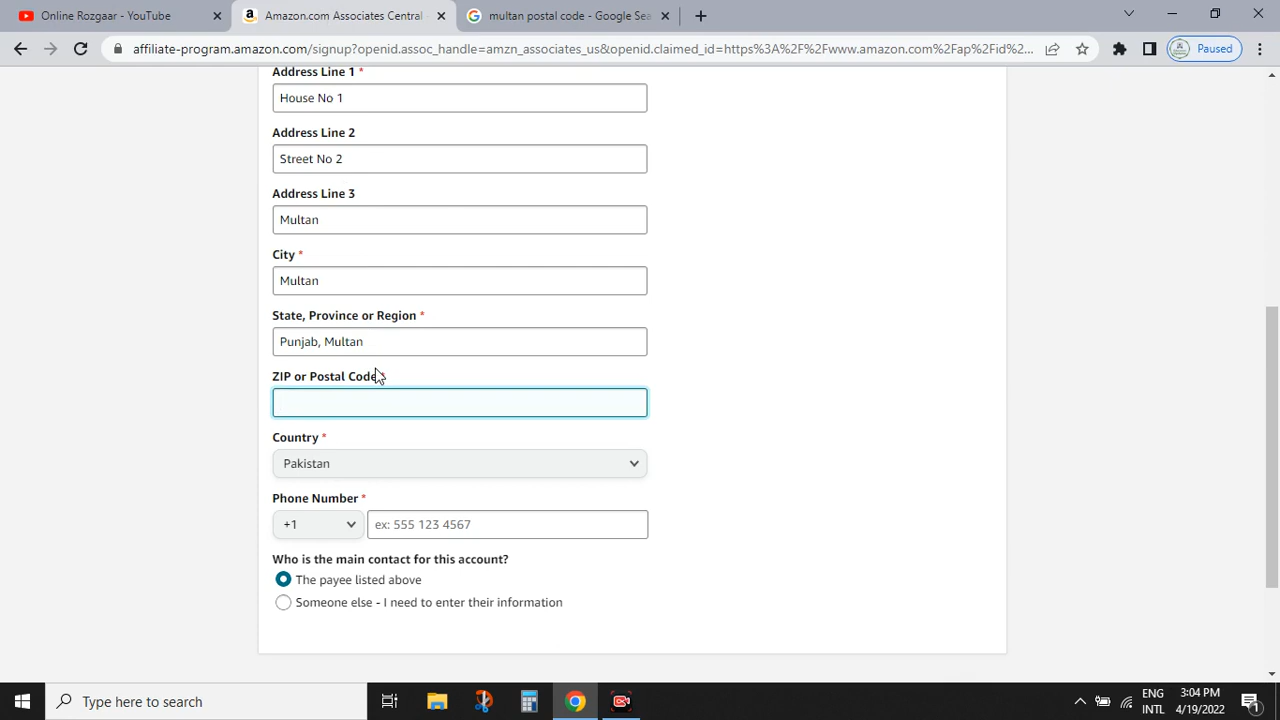 Online Rozgaar - YouTube
Amazon.com Associates Central -
multan postal code - Google Sea
affiliate-program.amazon.com/signup?openid.assoc_handle=amzn_associates_us&openid.claimed_id=https%3A%2F%2Fwww.amazon.com%2Fap%2Fid%2...
Paused
Address Line 1 *
House No 1
Address Line 2
Street No 2
Address Line 3
Multan
City *
Multan
State, Province or Region *
Punjab, Multan
ZIP or Postal Code
Country *
Pakistan
Phone Number *
+1
ex: 555 123 4567
Who is the main contact for this account?
The payee listed above
Someone else - I need to enter their information
Type here to search
ENG
INTL
3:04 PM
4/19/2022
1